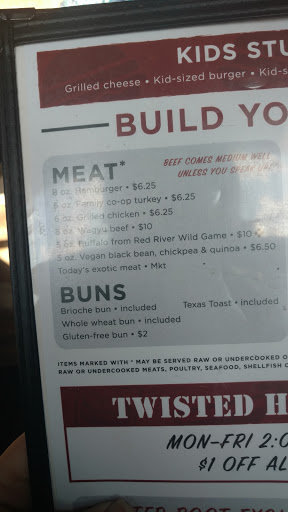 KIDS STU
Grilled cheese • Kid-sized burger • Kid-s
BUILD YO
MEAT*
BEEF COMES MEDIUM WELL
UNLESS YOU SPEAK UP!
8 oz. Hamburger • $6.25
6 oz. Family co-op turkey • $6.25
6 oz. Grilled chicken • $6.25
8 oz. Wagyu beef • $10
8 oz. Buffalo from Red River Wild Game • $10
5 oz. Vegan black bean, chickpea & quinoa • $6.50
Today's exotic meat • Mkt
BUNS
Brioche bun • included
Texas Toast • included
Whole wheat bun • included
Gluten-free bun • $2
ITEMS MARKED WITH * MAY BE SERVED RAW OR UNDERCOOKED O
RAW OR UNDERCOOKED MEATS, POULTRY, SEAFOOD, SHELLFISH O
TWISTED H
MON-FRI 2:0
$1 OFF AL